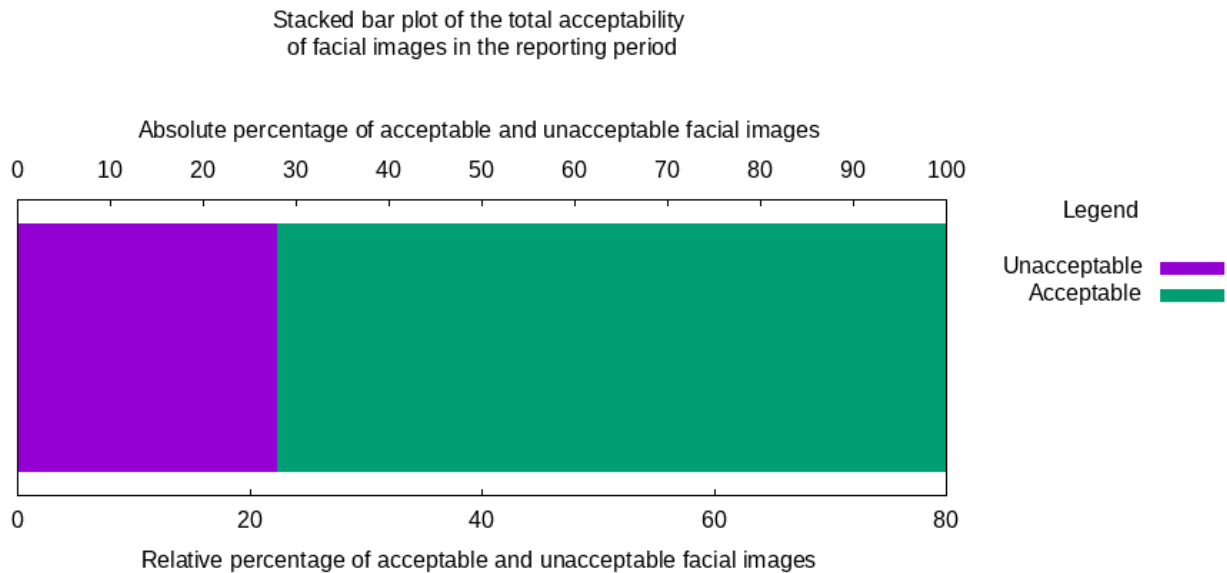 Stacked bar plot of the total acceptability
of facial images in the reporting period
Absolute percentage of acceptable and unacceptable facial images
0 10 20 30 40 50 60 70 80 90 100
Legend
Unacceptable
Acceptable
0 20 40 60 80
Relative percentage of acceptable and unacceptable facial images